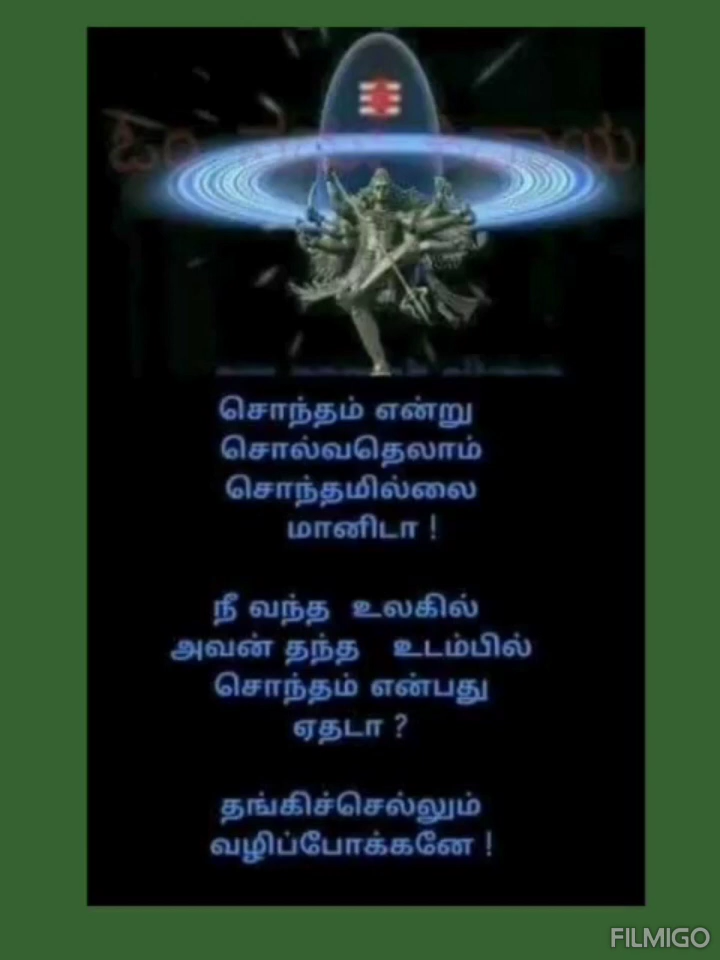 சொந்தம் என்று
சொல்வதெலாம்
சொந்தமில்லை
மானிடா !
நீ வந்த உலகில்
அவன் தந்த உடம்பில்
சொந்தம் என்பது
ஏதடா ?
தங்கிச்செல்லும்
வழிப்போக்கனே !
FILMIGO